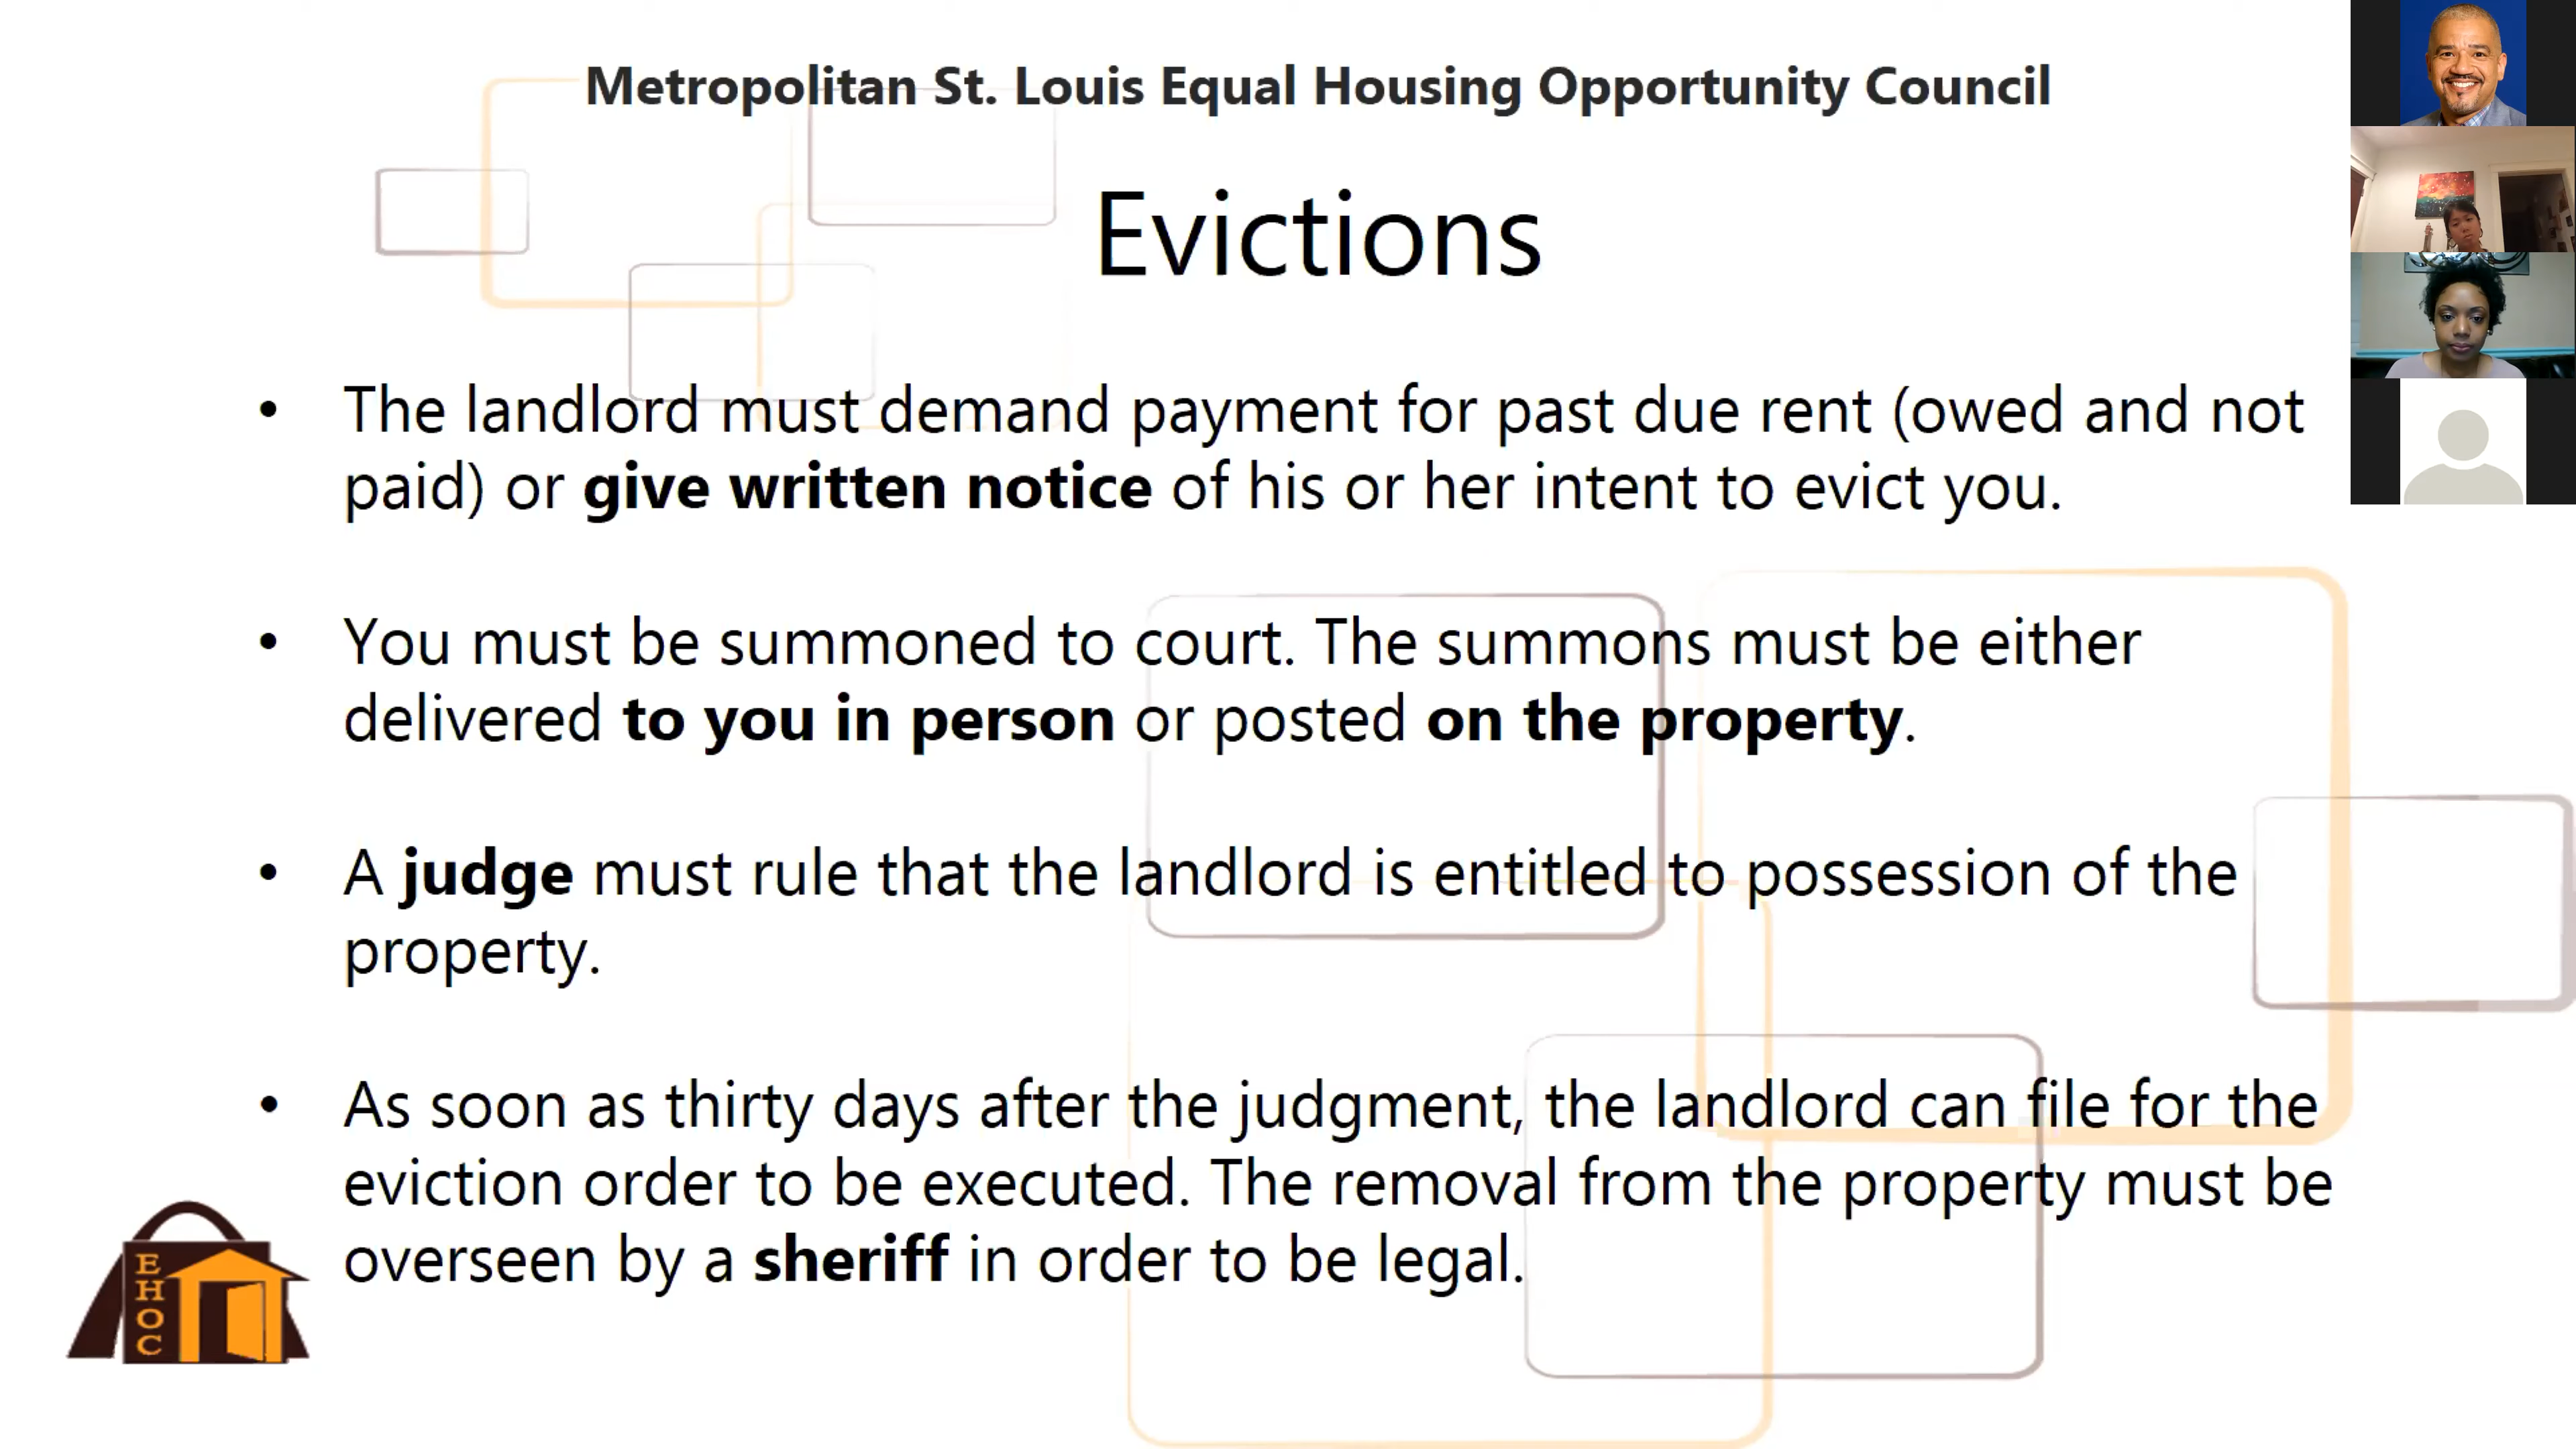 Metropolitan St. Louis Equal Housing Opportunity Council
Evictions
• The landlord must demand payment for past due rent (owed and not
paid) or give written notice of his or her intent to evict you.
• You must be summoned to court. The summons must be either
delivered to you in person or posted on the property.
• A judge must rule that the landlord is entitled to possession of the
property.
• As soon as thirty days after the judgment, the landlord can file for the
eviction order to be executed. The removal from the property must be
overseen by a sheriff in order to be legal.
EHOC